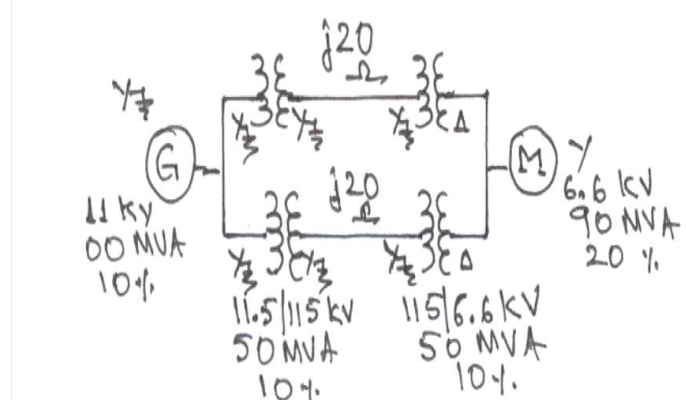 j20
Ω
Y
Y Y Y Δ
G
M
Y
j20
Ω
11 KV
00 MVA
10%
6.6 KV
90 MVA
20 %
Y Y Y Δ
11.5/115 KV
50 MVA
10%
115/6.6 KV
50 MVA
10%